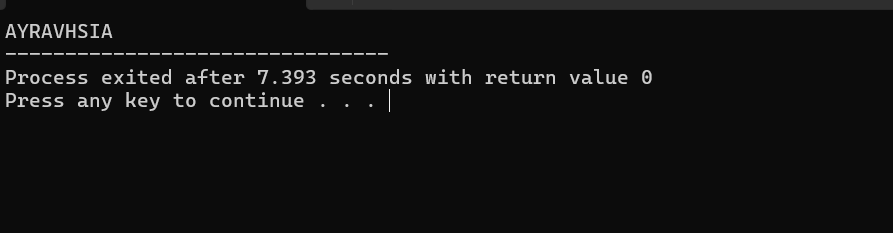 AYRAVHSIA
--------------------------------
Process exited after 7.393 seconds with return value 0
Press any key to continue . . .